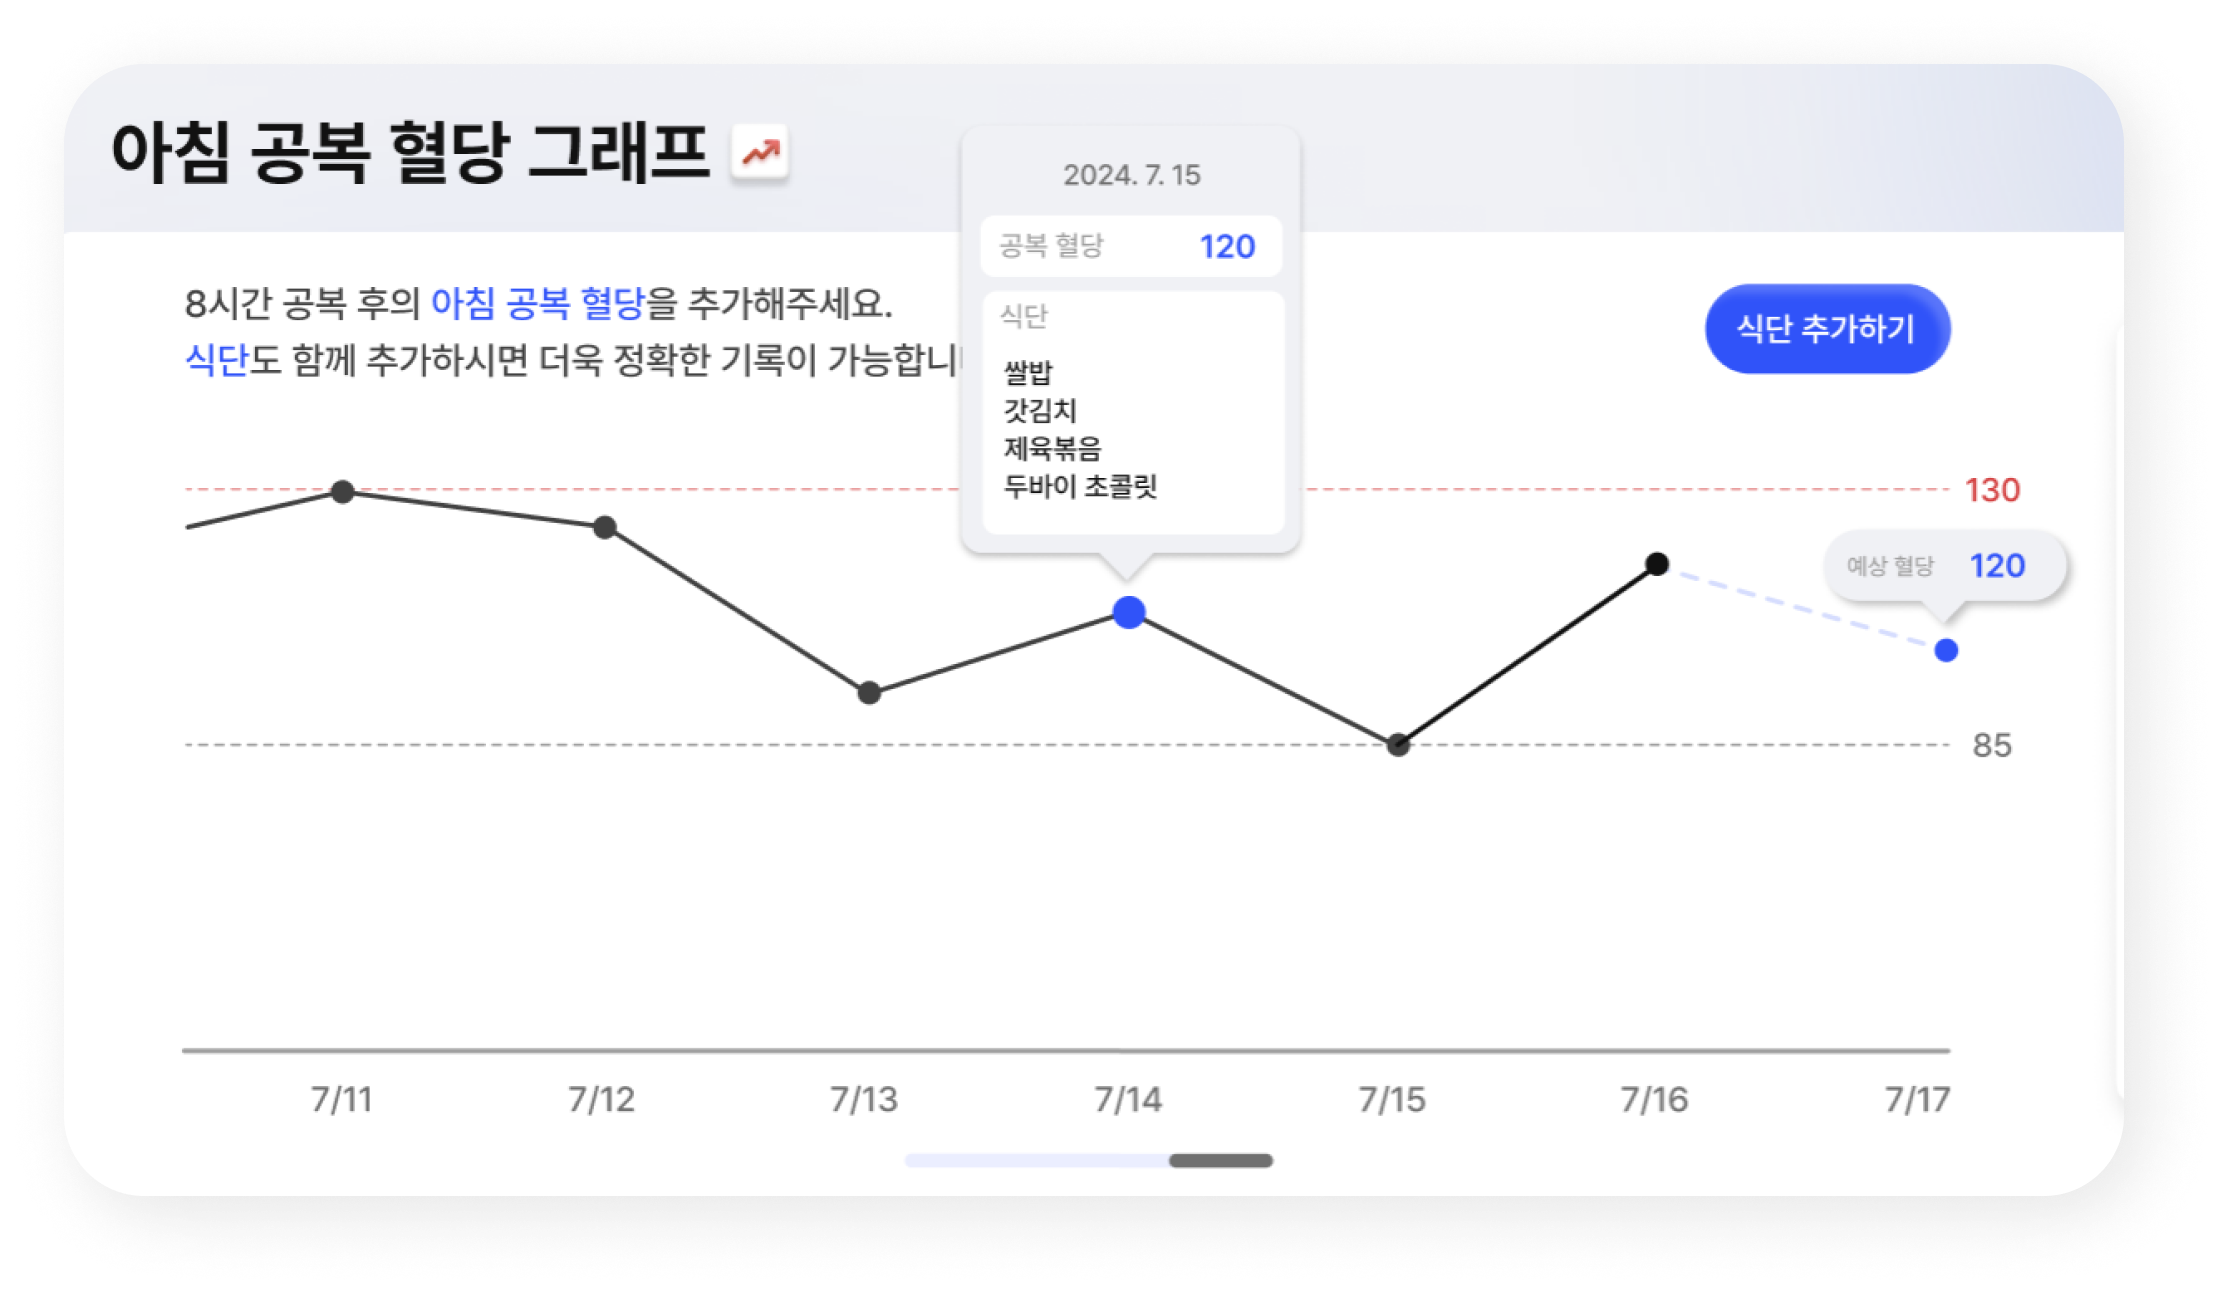 아침 공복 혈당 그래프
8시간 공복 후의 아침 공복 혈당을 추가해주세요.
식단도 함께 추가하시면 더욱 정확한 기록이 가능합니
식단 추가하기
2024. 7. 15
공복 혈당 120
식단
쌀밥
갓김치
제육볶음
두바이 초콜릿
130
예상 혈당 120
85
7/11 7/12 7/13 7/14 7/15 7/16 7/17